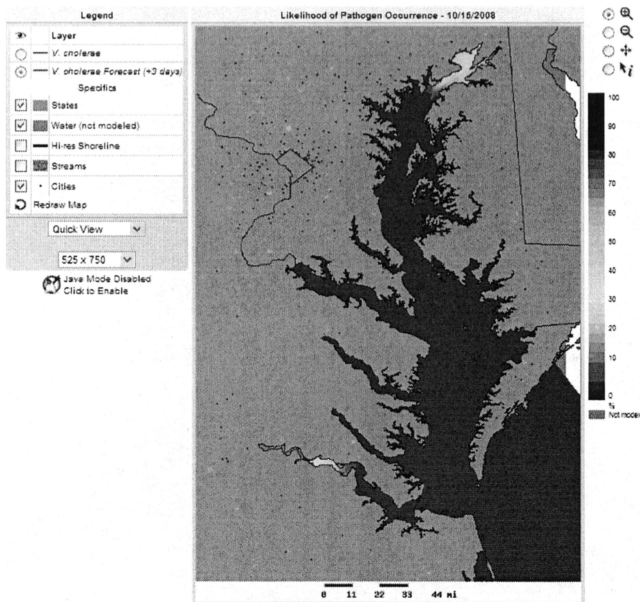 Legend
Layer
V. cholerae
V. cholerae Forecast (+3 days)
Specifics
States
Water (not modeled)
Hi-res Shoreline
Streams
Cities
Redraw Map
Quick View
525 x 750
Java Mode Disabled
Click to Enable
Likelihood of Pathogen Occurrence - 10/15/2008
0 11 22 33 44 mi
100
90
80
70
60
50
40
30
20
10
0
%
Not model